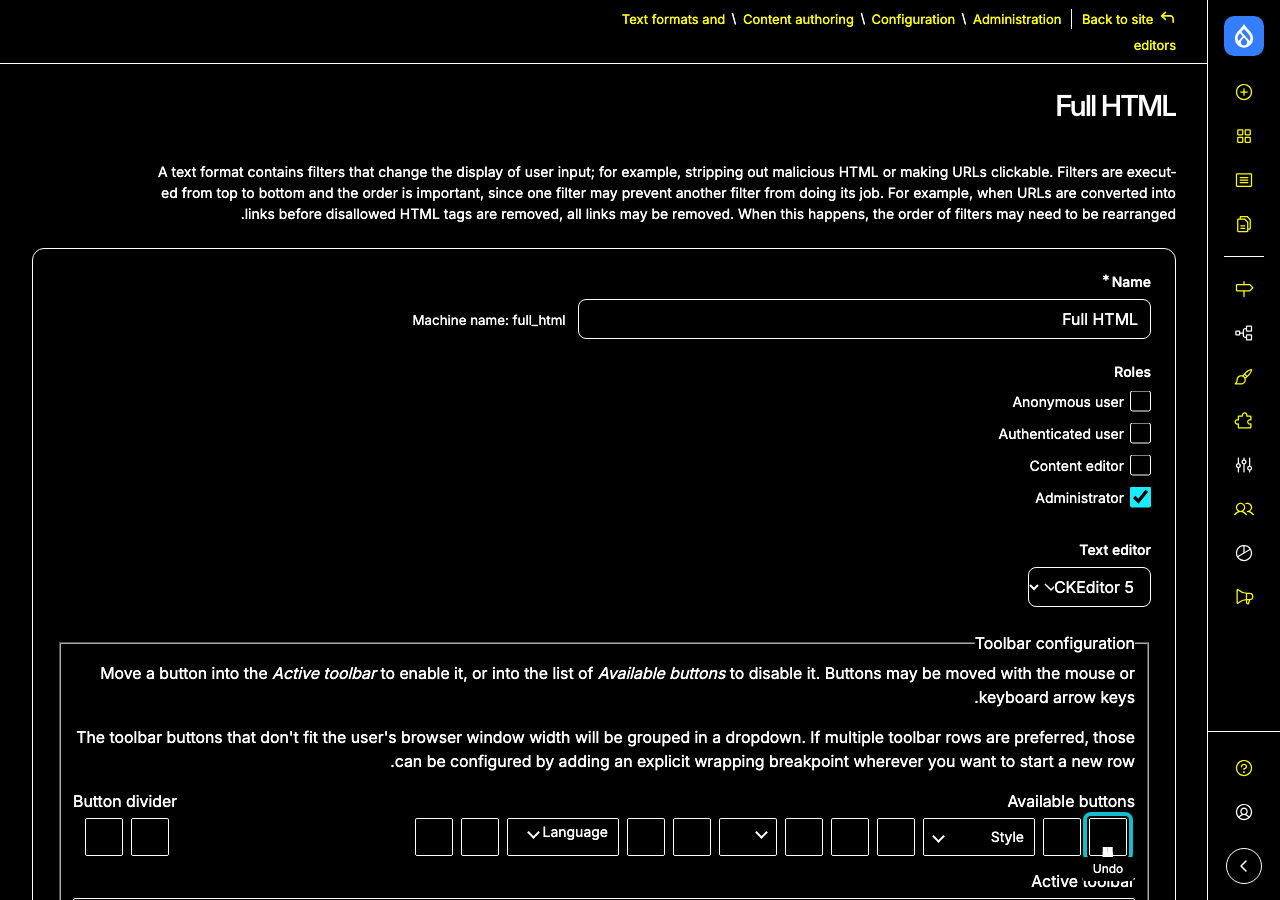 Back to site
Administration \ Configuration \ Content authoring \ Text formats and
editors
Full HTML
A text format contains filters that change the display of user input; for example, stripping out malicious HTML or making URLs clickable. Filters are execut-
ed from top to bottom and the order is important, since one filter may prevent another filter from doing its job. For example, when URLs are converted into
links before disallowed HTML tags are removed, all links may be removed. When this happens, the order of filters may need to be rearranged.
Name*
Full HTML
Machine name: full_html
Roles
Anonymous user
Authenticated user
Content editor
Administrator
Text editor
CKEditor 5
Toolbar configuration
Move a button into the Active toolbar to enable it, or into the list of Available buttons to disable it. Buttons may be moved with the mouse or
keyboard arrow keys.
The toolbar buttons that don't fit the user's browser window width will be grouped in a dropdown. If multiple toolbar rows are preferred, those
can be configured by adding an explicit wrapping breakpoint wherever you want to start a new row.
Available buttons
Button divider
Style
Language
Undo
Active toolbar